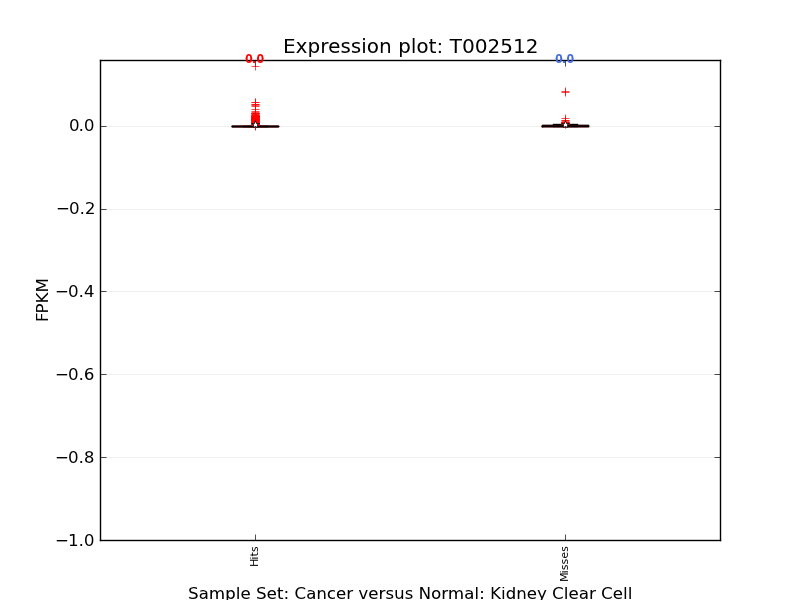 Expression plot: T002512
0.0 0.0
0.0
−0.2
−0.4
−0.6
−0.8
−1.0
FPKM
Hits Misses
Sample Set: Cancer versus Normal: Kidney Clear Cell